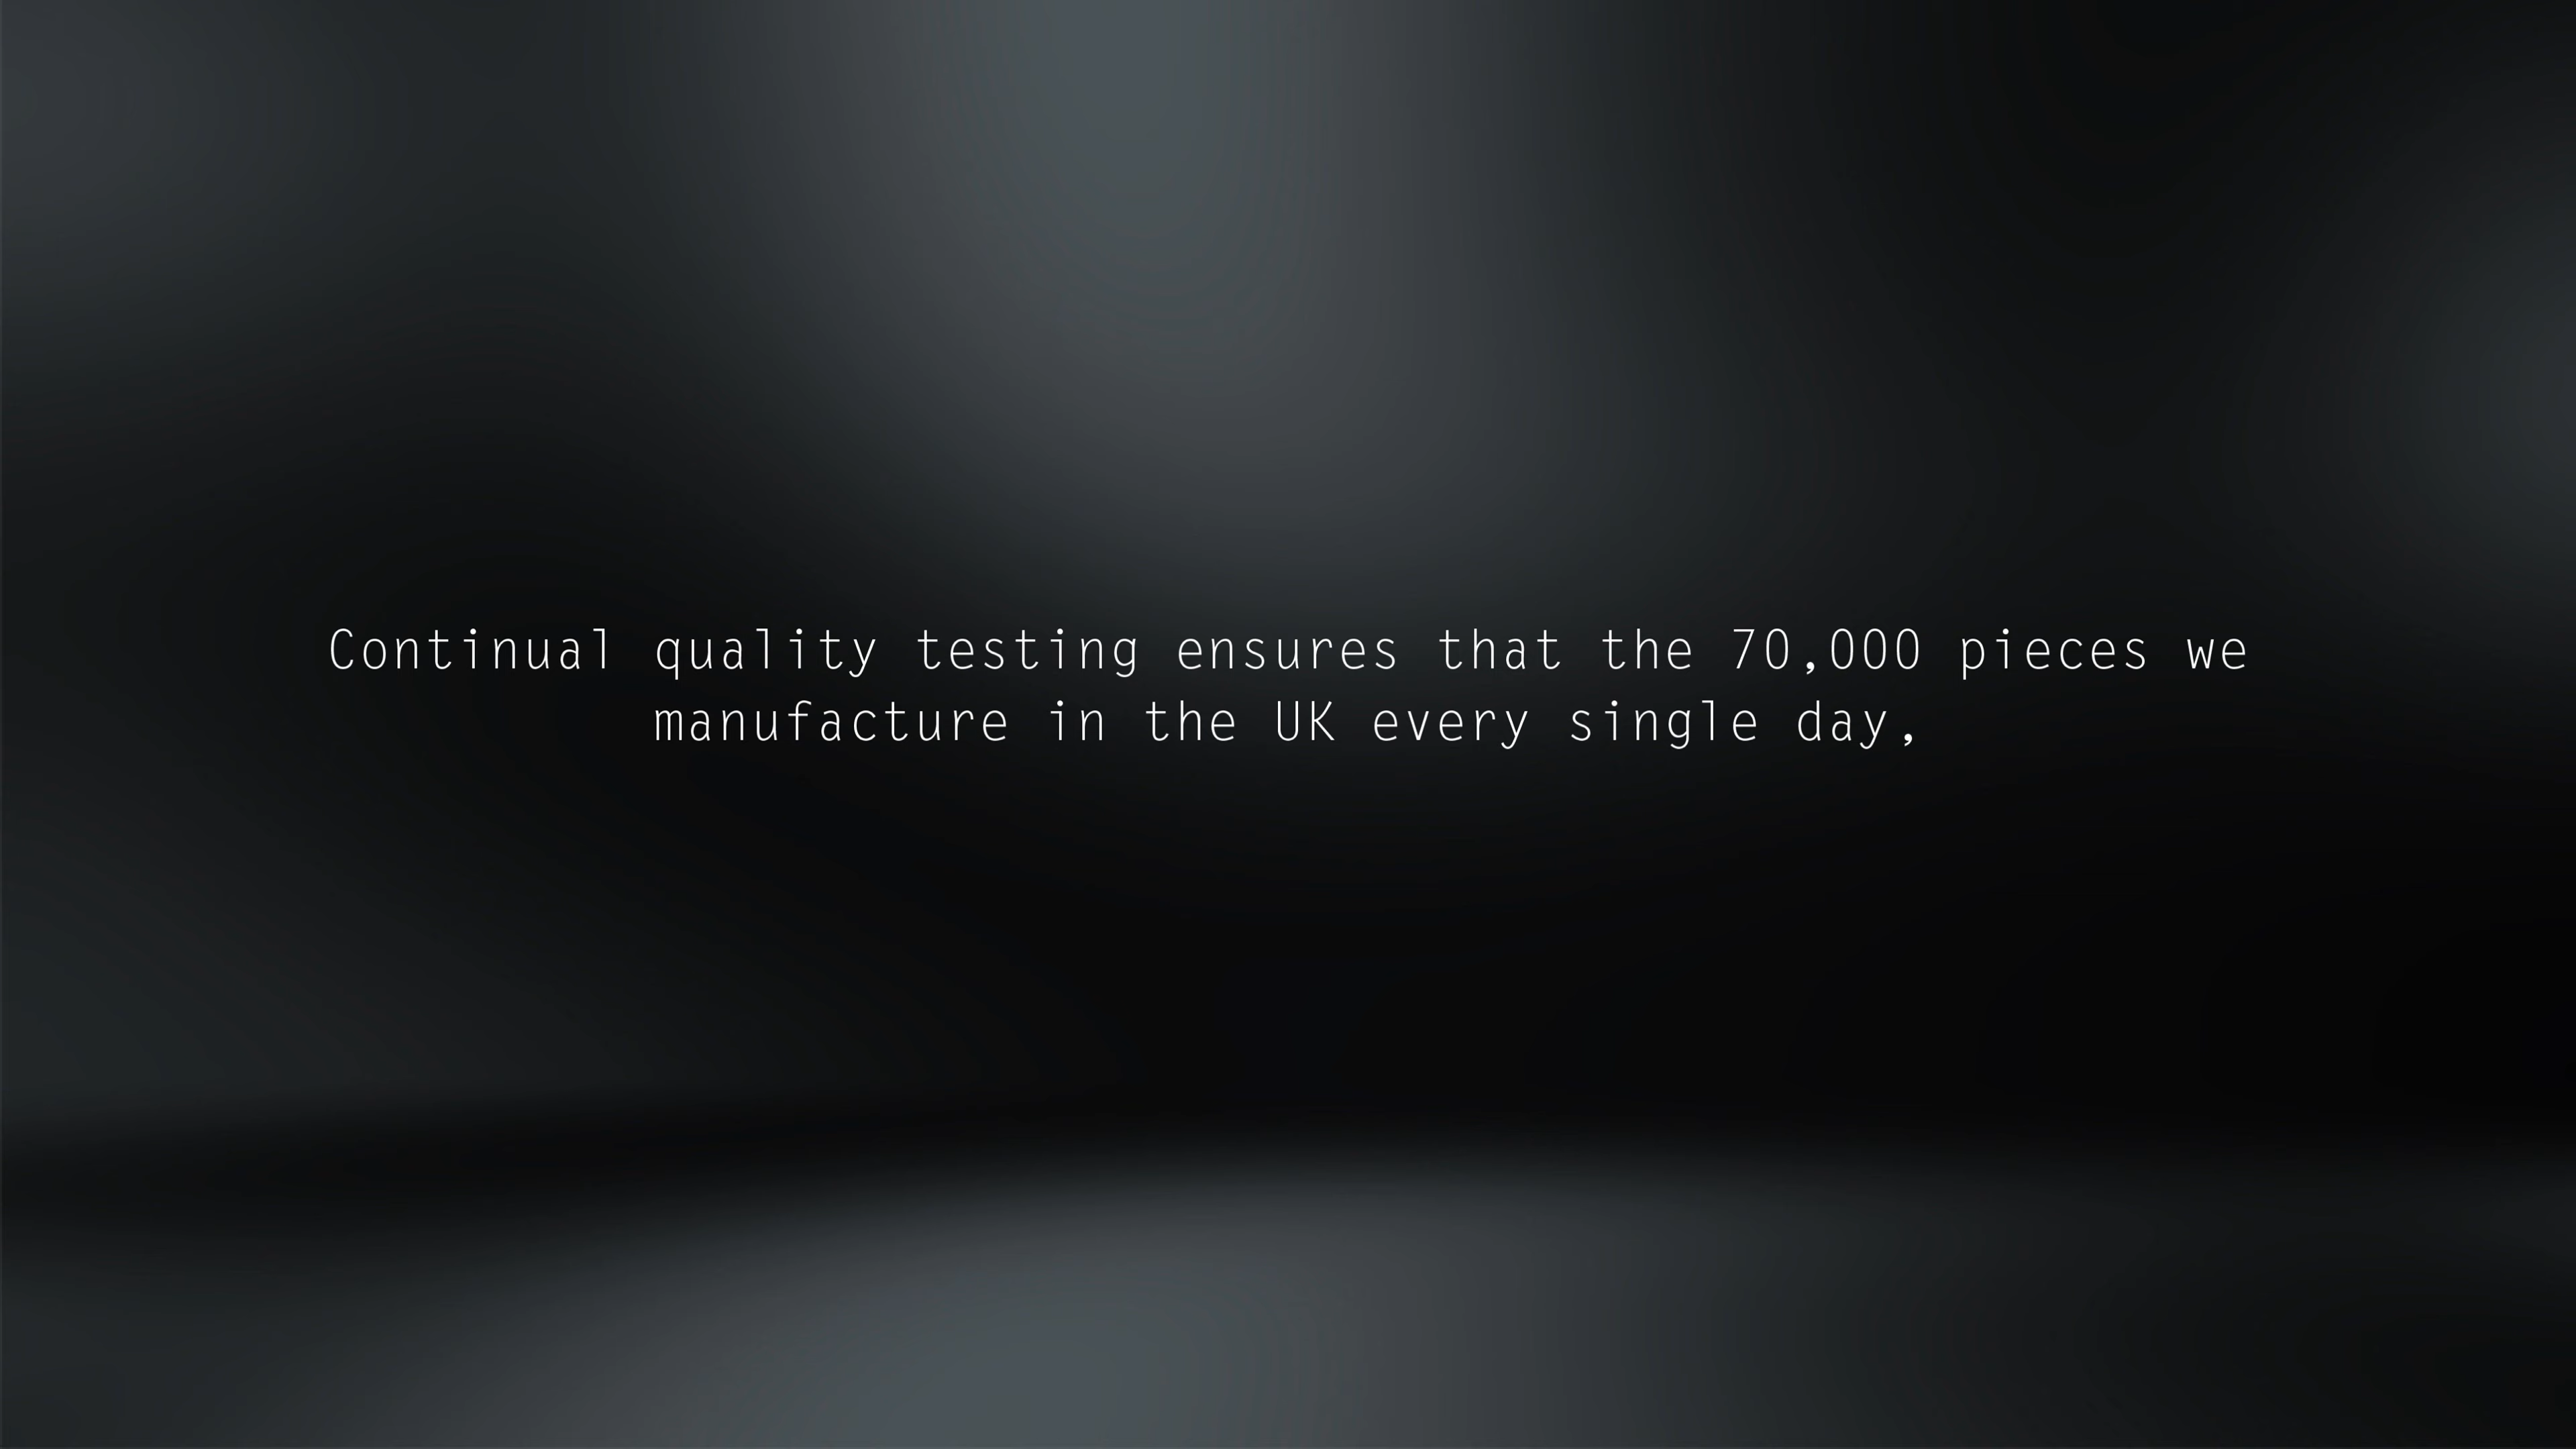 Continual quality testing ensures that the 70,000 pieces we
manufacture in the UK every single day,